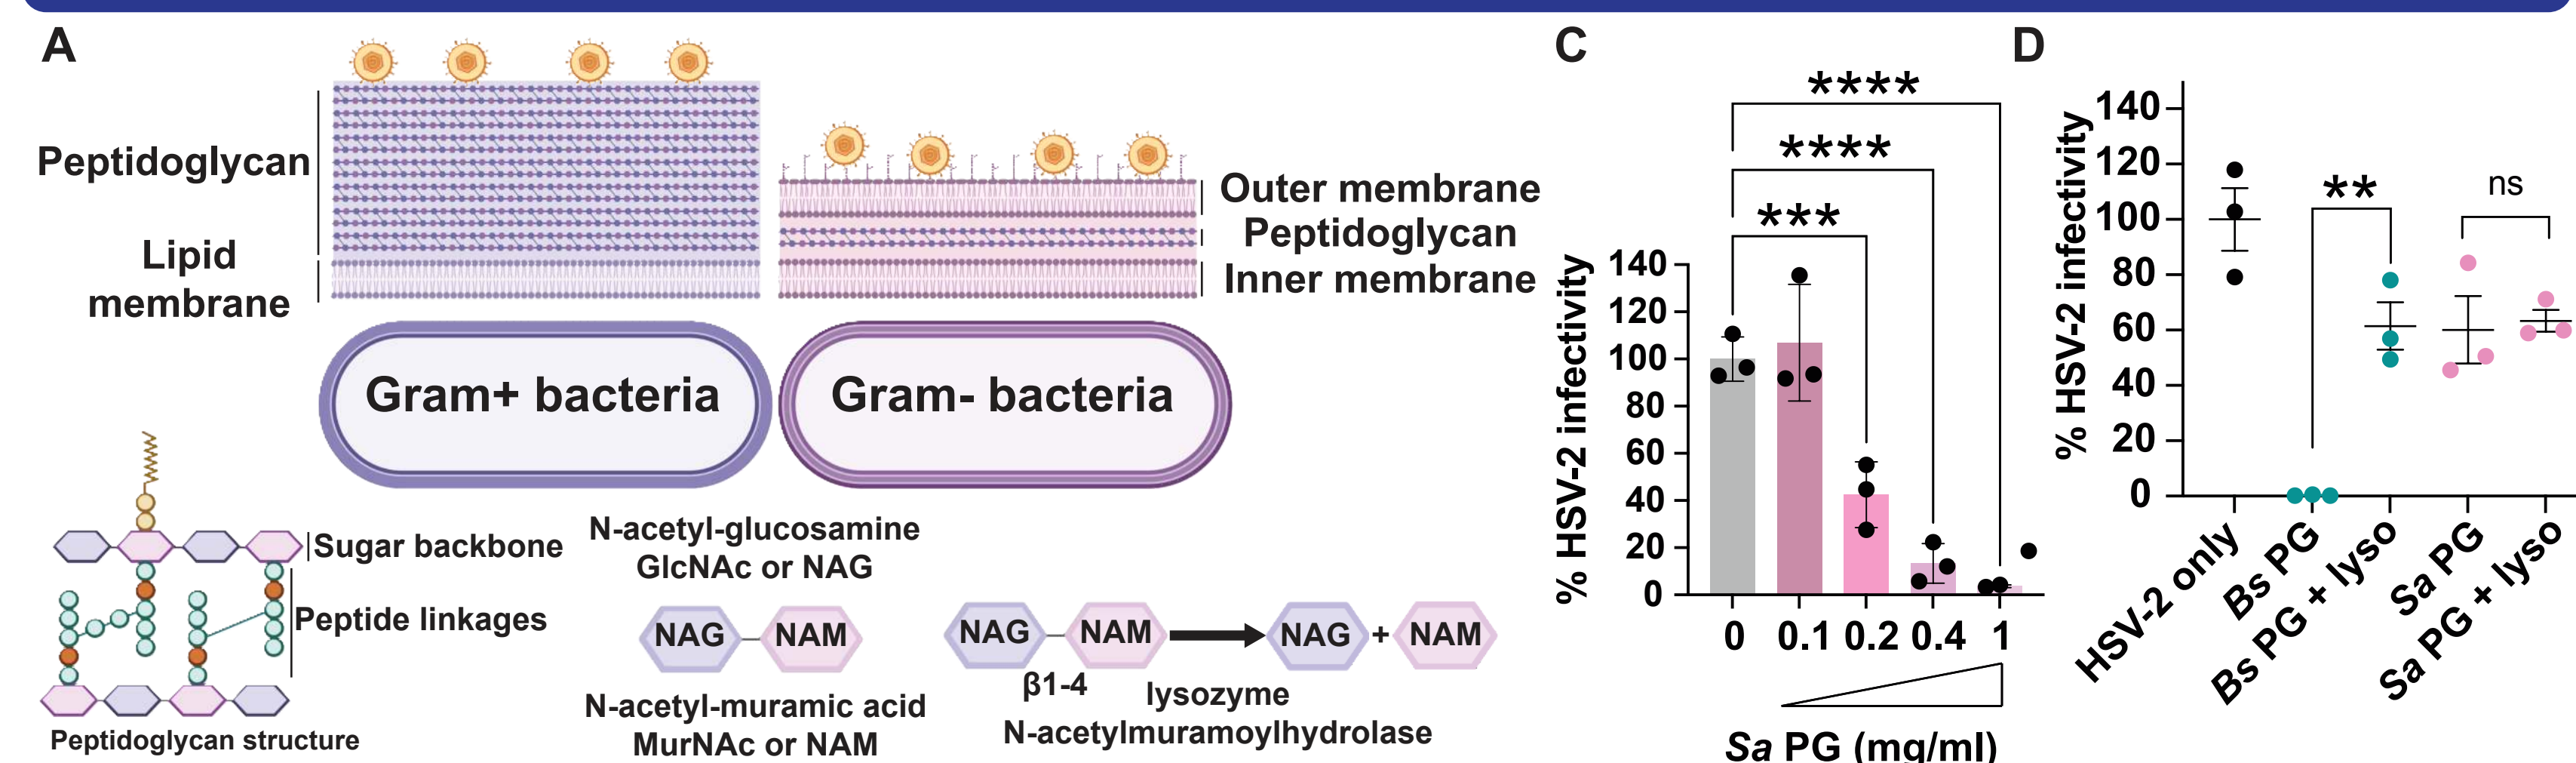 A
Peptidoglycan
Lipid
membrane
Outer membrane
Peptidoglycan
Inner membrane
Gram+ bacteria
Gram- bacteria
Sugar backbone
Peptide linkages
Peptidoglycan structure
N-acetyl-glucosamine
GlcNAc or NAG
NAG
NAM
N-acetyl-muramic acid
MurNAc or NAM
NAG
NAM
NAG
+
NAM
β1-4
lysozyme
N-acetylmuramoylhydrolase
C
% HSV-2 infectivity
140
120
100
80
60
40
20
0
****
****
***
0 0.1 0.2 0.4 1
Sa PG (mg/ml)
D
% HSV-2 infectivity
140
120
100
80
60
40
20
0
**
ns
HSV-2 only
Bs PG
Bs PG + lyso
Sa PG
Sa PG + lyso